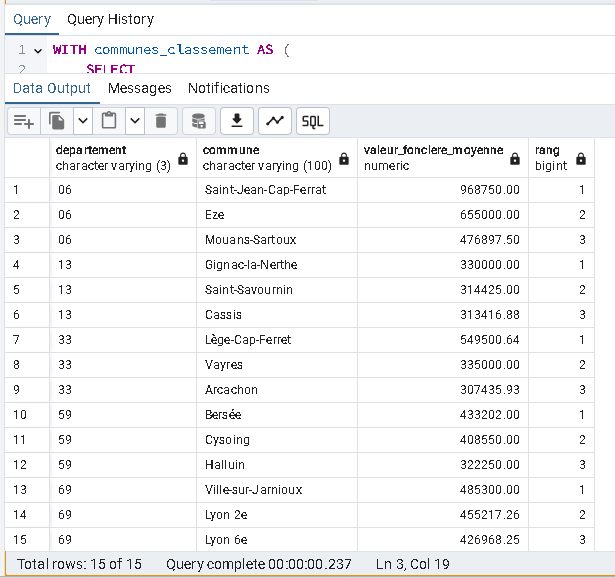 Query Query History
1 WITH communes_classement AS (
2 SELECT
Data Output Messages Notifications
SQL
departement commune valeur_fonciere_moyenne rang
character varying (3) character varying (100) numeric bigint
1 06 Saint-Jean-Cap-Ferrat 968750.00 1
2 06 Eze 655000.00 2
3 06 Mouans-Sartoux 476897.50 3
4 13 Gignac-la-Nerthe 330000.00 1
5 13 Saint-Savournin 314425.00 2
6 13 Cassis 313416.88 3
7 33 Lège-Cap-Ferret 549500.64 1
8 33 Vayres 335000.00 2
9 33 Arcachon 307435.93 3
10 59 Bersée 433202.00 1
11 59 Cysoing 408550.00 2
12 59 Halluin 322250.00 3
13 69 Ville-sur-Jarnioux 485300.00 1
14 69 Lyon 2e 455217.26 2
15 69 Lyon 6e 426968.25 3
Total rows: 15 of 15 Query complete 00:00:00.237 Ln 3, Col 19